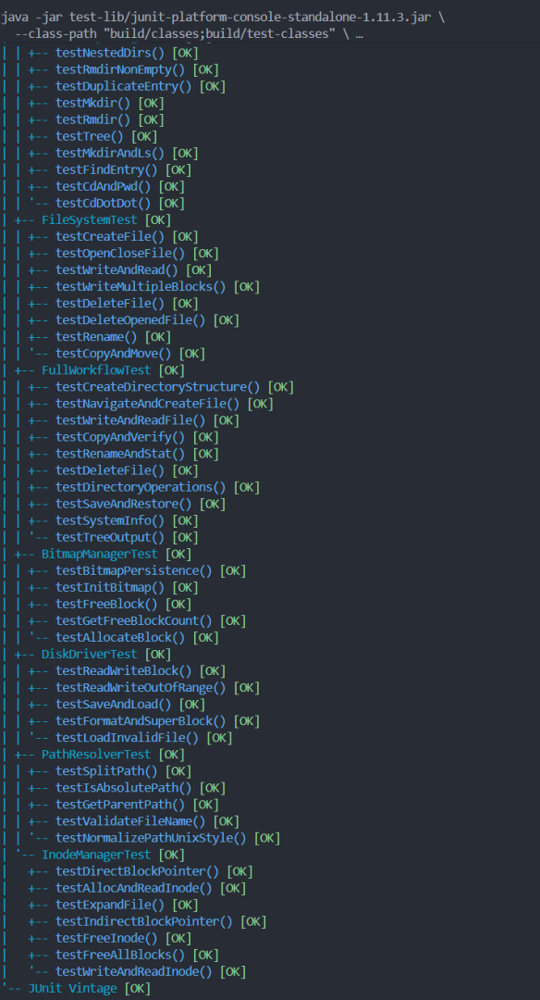 java -jar test-lib/junit-platform-console-standalone-1.11.3.jar \
--class-path "build/classes;build/test-classes" \ …
| | +-- testNestedDirs() [OK]
| | +-- testRmdirNonEmpty() [OK]
| | +-- testDuplicateEntry() [OK]
| | +-- testMkdir() [OK]
| | +-- testRmdir() [OK]
| | +-- testTree() [OK]
| | +-- testMkdirAndLs() [OK]
| | +-- testFindEntry() [OK]
| | +-- testCdAndPwd() [OK]
| | '-- testCdDotDot() [OK]
| +-- FileSystemTest [OK]
| | +-- testCreateFile() [OK]
| | +-- testOpenCloseFile() [OK]
| | +-- testWriteAndRead() [OK]
| | +-- testWriteMultipleBlocks() [OK]
| | +-- testDeleteFile() [OK]
| | +-- testDeleteOpenedFile() [OK]
| | +-- testRename() [OK]
| | '-- testCopyAndMove() [OK]
| +-- FullWorkflowTest [OK]
| | +-- testCreateDirectoryStructure() [OK]
| | +-- testNavigateAndCreateFile() [OK]
| | +-- testWriteAndReadFile() [OK]
| | +-- testCopyAndVerify() [OK]
| | +-- testRenameAndStat() [OK]
| | +-- testDeleteFile() [OK]
| | +-- testDirectoryOperations() [OK]
| | +-- testSaveAndRestore() [OK]
| | +-- testSystemInfo() [OK]
| | '-- testTreeOutput() [OK]
| +-- BitmapManagerTest [OK]
| | +-- testBitmapPersistence() [OK]
| | +-- testInitBitmap() [OK]
| | +-- testFreeBlock() [OK]
| | +-- testGetFreeBlockCount() [OK]
| | '-- testAllocateBlock() [OK]
| +-- DiskDriverTest [OK]
| | +-- testReadWriteBlock() [OK]
| | +-- testReadWriteOutOfRange() [OK]
| | +-- testSaveAndLoad() [OK]
| | +-- testFormatAndSuperBlock() [OK]
| | '-- testLoadInvalidFile() [OK]
| +-- PathResolverTest [OK]
| | +-- testSplitPath() [OK]
| | +-- testIsAbsolutePath() [OK]
| | +-- testGetParentPath() [OK]
| | +-- testValidateFileName() [OK]
| | '-- testNormalizePathUnixStyle() [OK]
| '-- InodeManagerTest [OK]
|   +-- testDirectBlockPointer() [OK]
|   +-- testAllocAndReadInode() [OK]
|   +-- testExpandFile() [OK]
|   +-- testIndirectBlockPointer() [OK]
|   +-- testFreeInode() [OK]
|   +-- testFreeAllBlocks() [OK]
|   '-- testWriteAndReadInode() [OK]
'-- JUnit Vintage [OK]